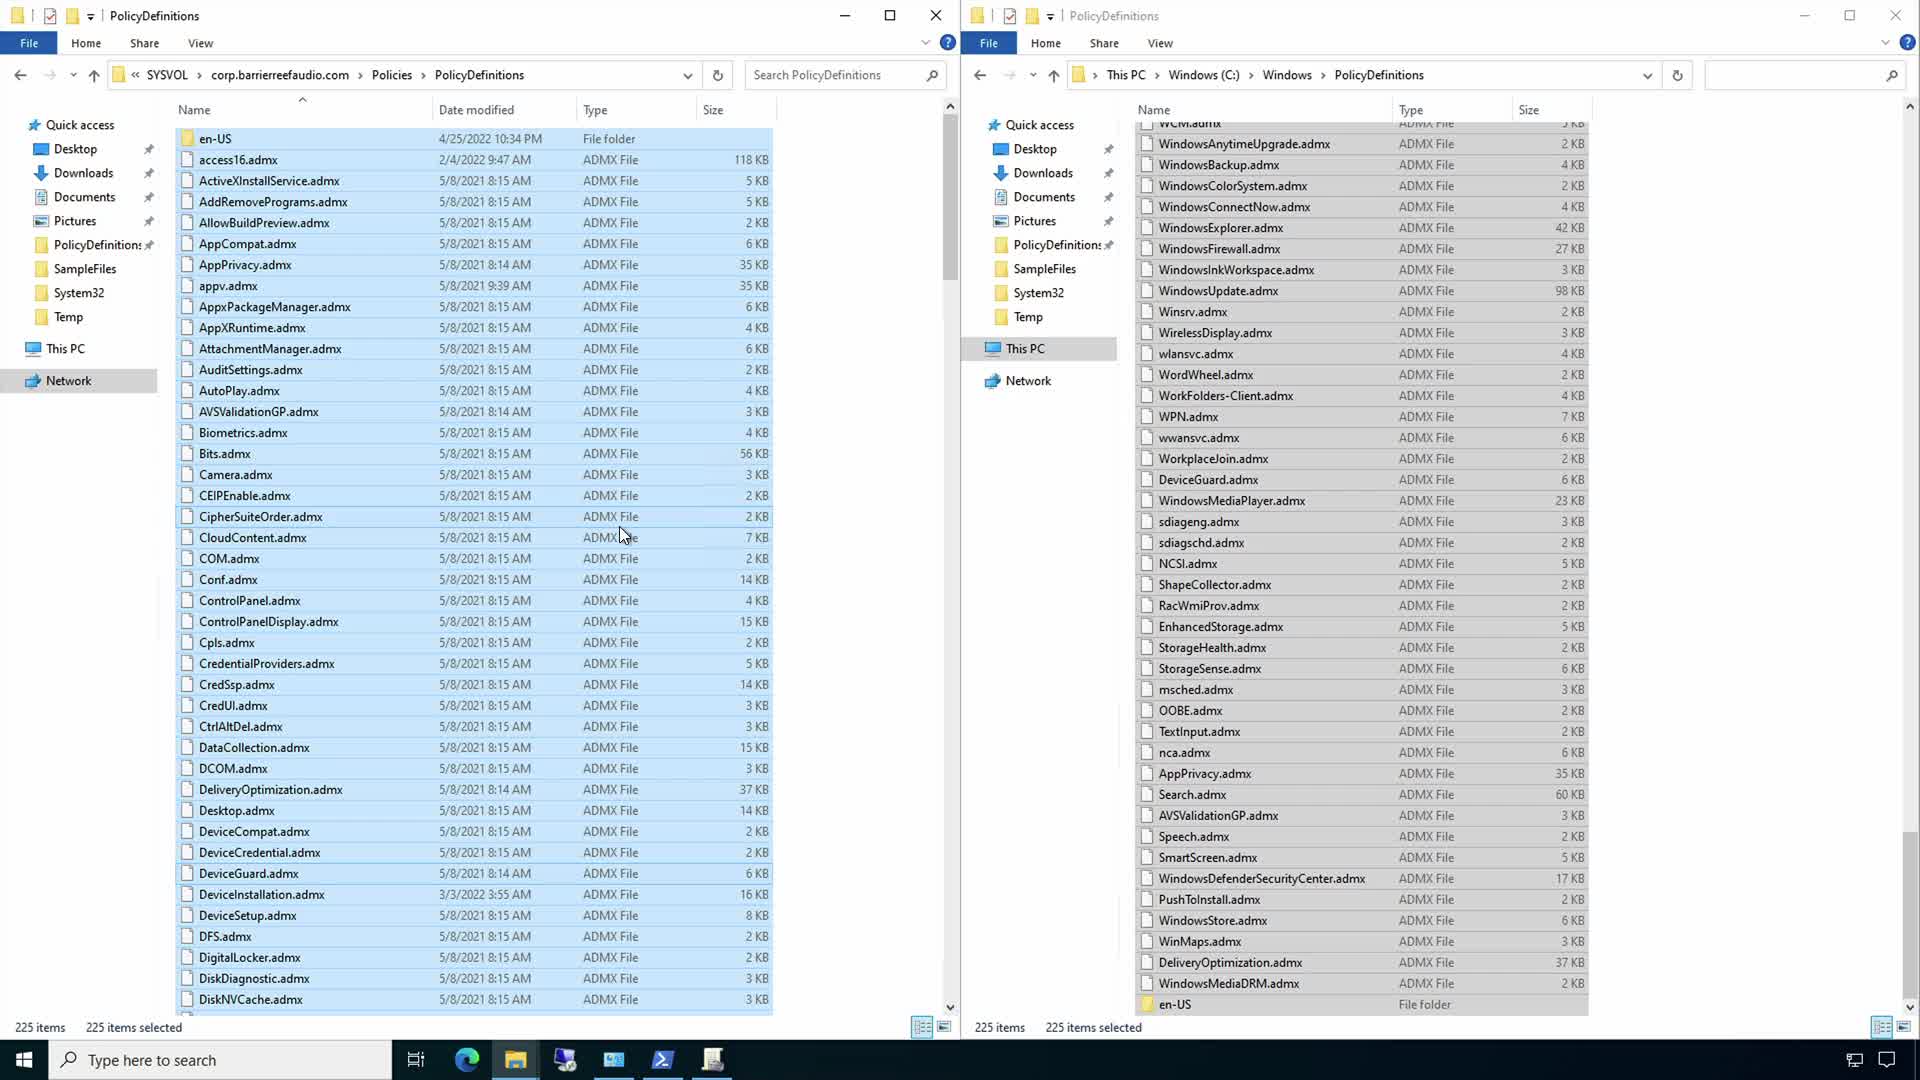 PolicyDefinitions
File Home Share View
« SYSVOL > corp.barrierreefaudio.com > Policies > PolicyDefinitions
Search PolicyDefinitions
Quick access
Desktop
Downloads
Documents
Pictures
PolicyDefinitions
SampleFiles
System32
Temp
This PC
Network
Name Date modified Type Size
en-US 4/25/2022 10:34 PM File folder
access16.admx 2/4/2022 9:47 AM ADMX File 118 KB
ActiveXInstallService.admx 5/8/2021 8:15 AM ADMX File 5 KB
AddRemovePrograms.admx 5/8/2021 8:15 AM ADMX File 5 KB
AllowBuildPreview.admx 5/8/2021 8:15 AM ADMX File 2 KB
AppCompat.admx 5/8/2021 8:15 AM ADMX File 6 KB
AppPrivacy.admx 5/8/2021 8:14 AM ADMX File 35 KB
appv.admx 5/8/2021 9:39 AM ADMX File 35 KB
AppxPackageManager.admx 5/8/2021 8:15 AM ADMX File 6 KB
AppXRuntime.admx 5/8/2021 8:15 AM ADMX File 4 KB
AttachmentManager.admx 5/8/2021 8:15 AM ADMX File 6 KB
AuditSettings.admx 5/8/2021 8:15 AM ADMX File 2 KB
AutoPlay.admx 5/8/2021 8:15 AM ADMX File 4 KB
AVSValidationGP.admx 5/8/2021 8:14 AM ADMX File 3 KB
Biometrics.admx 5/8/2021 8:15 AM ADMX File 4 KB
Bits.admx 5/8/2021 8:15 AM ADMX File 56 KB
Camera.admx 5/8/2021 8:15 AM ADMX File 3 KB
CEIPEnable.admx 5/8/2021 8:15 AM ADMX File 2 KB
CipherSuiteOrder.admx 5/8/2021 8:15 AM ADMX File 2 KB
CloudContent.admx 5/8/2021 8:15 AM ADMX File 7 KB
COM.admx 5/8/2021 8:15 AM ADMX File 2 KB
Conf.admx 5/8/2021 8:15 AM ADMX File 14 KB
ControlPanel.admx 5/8/2021 8:15 AM ADMX File 4 KB
ControlPanelDisplay.admx 5/8/2021 8:15 AM ADMX File 15 KB
Cpls.admx 5/8/2021 8:15 AM ADMX File 2 KB
CredentialProviders.admx 5/8/2021 8:15 AM ADMX File 5 KB
CredSsp.admx 5/8/2021 8:15 AM ADMX File 14 KB
CredUI.admx 5/8/2021 8:15 AM ADMX File 3 KB
CtrlAltDel.admx 5/8/2021 8:15 AM ADMX File 3 KB
DataCollection.admx 5/8/2021 8:15 AM ADMX File 15 KB
DCOM.admx 5/8/2021 8:15 AM ADMX File 3 KB
DeliveryOptimization.admx 5/8/2021 8:14 AM ADMX File 37 KB
Desktop.admx 5/8/2021 8:15 AM ADMX File 14 KB
DeviceCompat.admx 5/8/2021 8:15 AM ADMX File 2 KB
DeviceCredential.admx 5/8/2021 8:15 AM ADMX File 2 KB
DeviceGuard.admx 5/8/2021 8:14 AM ADMX File 6 KB
DeviceInstallation.admx 3/3/2022 3:55 AM ADMX File 16 KB
DeviceSetup.admx 5/8/2021 8:15 AM ADMX File 8 KB
DFS.admx 5/8/2021 8:15 AM ADMX File 2 KB
DigitalLocker.admx 5/8/2021 8:15 AM ADMX File 2 KB
DiskDiagnostic.admx 5/8/2021 8:15 AM ADMX File 3 KB
DiskNVCache.admx 5/8/2021 8:15 AM ADMX File 3 KB
225 items 225 items selected
PolicyDefinitions
File Home Share View
This PC > Windows (C:) > Windows > PolicyDefinitions
Quick access
Desktop
Downloads
Documents
Pictures
PolicyDefinitions
SampleFiles
System32
Temp
This PC
Network
Name Type Size
WCM.admx ADMX File 3 KB
WindowsAnytimeUpgrade.admx ADMX File 2 KB
WindowsBackup.admx ADMX File 4 KB
WindowsColorSystem.admx ADMX File 2 KB
WindowsConnectNow.admx ADMX File 4 KB
WindowsExplorer.admx ADMX File 42 KB
WindowsFirewall.admx ADMX File 27 KB
WindowsInkWorkspace.admx ADMX File 3 KB
WindowsUpdate.admx ADMX File 98 KB
Winsrv.admx ADMX File 2 KB
WirelessDisplay.admx ADMX File 3 KB
wlansvc.admx ADMX File 4 KB
WordWheel.admx ADMX File 2 KB
WorkFolders-Client.admx ADMX File 4 KB
WPN.admx ADMX File 7 KB
wwansvc.admx ADMX File 6 KB
WorkplaceJoin.admx ADMX File 2 KB
DeviceGuard.admx ADMX File 6 KB
WindowsMediaPlayer.admx ADMX File 23 KB
sdiageng.admx ADMX File 3 KB
sdiagschd.admx ADMX File 2 KB
NCSI.admx ADMX File 5 KB
ShapeCollector.admx ADMX File 2 KB
RacWmiProv.admx ADMX File 2 KB
EnhancedStorage.admx ADMX File 5 KB
StorageHealth.admx ADMX File 2 KB
StorageSense.admx ADMX File 6 KB
msched.admx ADMX File 3 KB
OOBE.admx ADMX File 2 KB
TextInput.admx ADMX File 2 KB
nca.admx ADMX File 6 KB
AppPrivacy.admx ADMX File 35 KB
Search.admx ADMX File 60 KB
AVSValidationGP.admx ADMX File 3 KB
Speech.admx ADMX File 2 KB
SmartScreen.admx ADMX File 5 KB
WindowsDefenderSecurityCenter.admx ADMX File 17 KB
PushToInstall.admx ADMX File 2 KB
WindowsStore.admx ADMX File 6 KB
WinMaps.admx ADMX File 3 KB
DeliveryOptimization.admx ADMX File 37 KB
WindowsMediaDRM.admx ADMX File 2 KB
en-US File folder
225 items 225 items selected
Type here to search